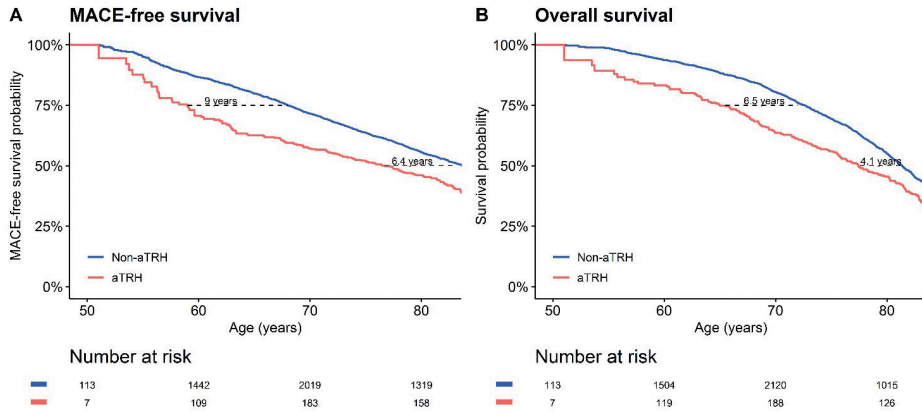 A MACE-free survival
100%
75%
50%
25%
0%
MACE-free survival probability
9 years
6.4 years
Non-aTRH
aTRH
50 60 70 80
Age (years)
Number at risk
113 1442 2019 1319
7 109 183 158
B Overall survival
100%
75%
50%
25%
0%
Survival probability
6.5 years
4.1 years
Non-aTRH
aTRH
50 60 70 80
Age (years)
Number at risk
113 1504 2120 1015
7 119 188 126